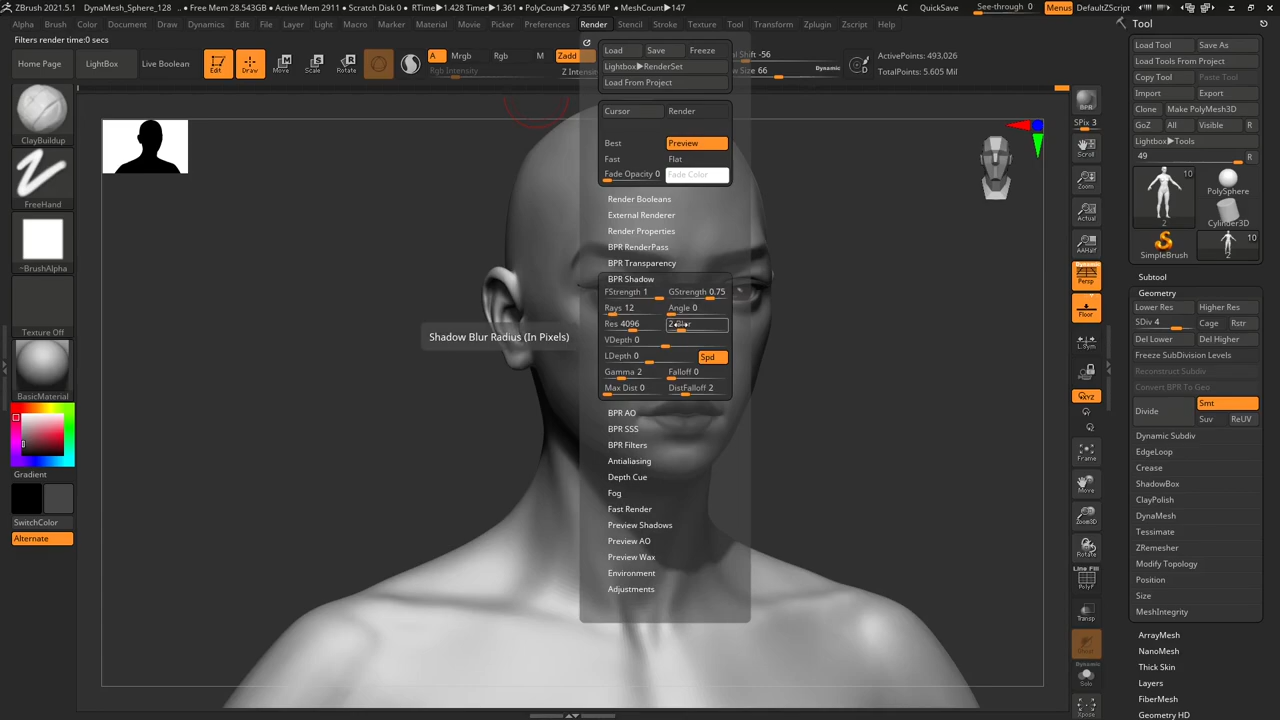 ZBrush 2021.5.1 DynaMesh_Sphere_128 • Free Mem 28.543GB • Active Mem 2911 • Scratch Disk 0 • RTime▶1.428 Timer▶1.361 • PolyCount▶27.356 MP • MeshCount▶147 AC QuickSave See-through 0 Menus DefaultZScript
Alpha Brush Color Document Draw Dynamics Edit File Layer Light Macro Marker Material Movie Picker Preferences Render Stencil Stroke Texture Tool Transform Zplugin Zscript Help
Filters render time:0 secs
Home Page
LightBox
Live Boolean
Edit
Draw
Move
Scale
Rotate
A
Mrgb
Rgb
M
Rgb Intensity
Zadd
Z Intensi
Shift -56
Size 66
Dynamic
D
ActivePoints: 493.026
TotalPoints: 5.605 Mil
ClayBuildup
FreeHand
~BrushAlpha
Texture Off
BasicMaterial
Gradient
SwitchColor
Alternate
Load
Save
Freeze
Lightbox▶RenderSet
Load From Project
Cursor
Render
Best
Preview
Fast
Flat
Fade Opacity 0
Fade Color
Render Booleans
External Renderer
Render Properties
BPR RenderPass
BPR Transparency
BPR Shadow
FStrength 1
GStrength 0.75
Rays 12
Angle 0
Res 4096
VDepth 0
LDepth 0
Spd
Gamma 2
Falloff 0
Max Dist 0
DistFalloff 2
BPR AO
BPR SSS
BPR Filters
Antialiasing
Depth Cue
Fog
Fast Render
Preview Shadows
Preview AO
Preview Wax
Environment
Adjustments
Shadow Blur Radius (In Pixels)
BPR
SPix 3
Scroll
Zoom
Actual
AAHalf
Dynamic
Persp
Floor
L.Sym
XYZ
Frame
Move
Zoom3D
Rotate
Line Fill
PolyF
Transp
Ghost
Dynamic
Solo
Xpose
Tool
Load Tool
Save As
Load Tools From Project
Copy Tool
Paste Tool
Import
Export
Clone
Make PolyMesh3D
GoZ
All
Visible
R
Lightbox▶Tools
49
R
10
2
PolySphere
Cylinder3D
SimpleBrush
10
2
Subtool
Geometry
Lower Res
Higher Res
SDiv 4
Cage
Rstr
Del Lower
Del Higher
Freeze SubDivision Levels
Reconstruct Subdiv
Convert BPR To Geo
Divide
Smt
Suv
ReUV
Dynamic Subdiv
EdgeLoop
Crease
ShadowBox
ClayPolish
DynaMesh
Tessimate
ZRemesher
Modify Topology
Position
Size
MeshIntegrity
ArrayMesh
NanoMesh
Thick Skin
Layers
FiberMesh
Geometry HD